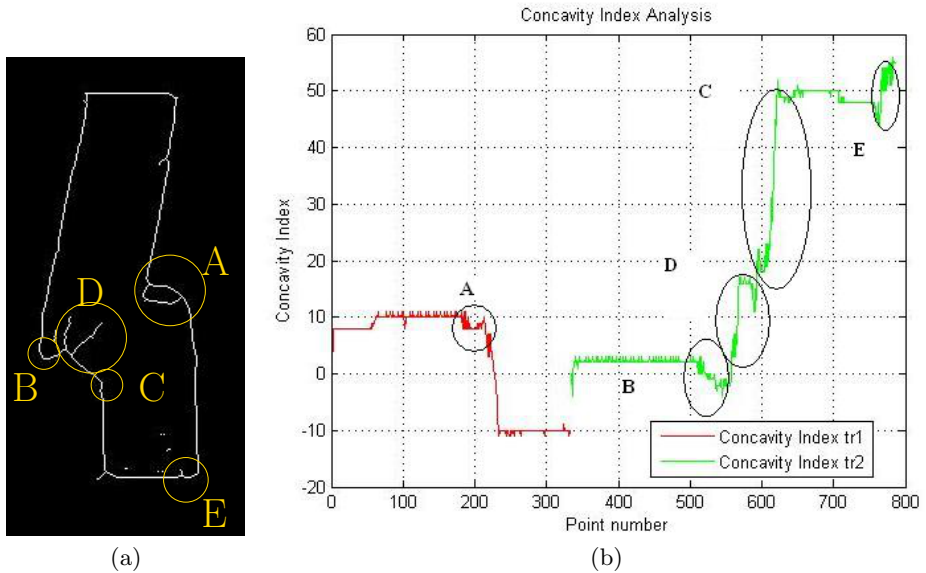 A
D
B
C
E
(a)
Concavity Index Analysis
Concavity Index
60
50
40
30
20
10
0
-10
-20
C
E
D
A
B
Concavity Index tr1
Concavity Index tr2
0 100 200 300 400 500 600 700 800
Point number
(b)